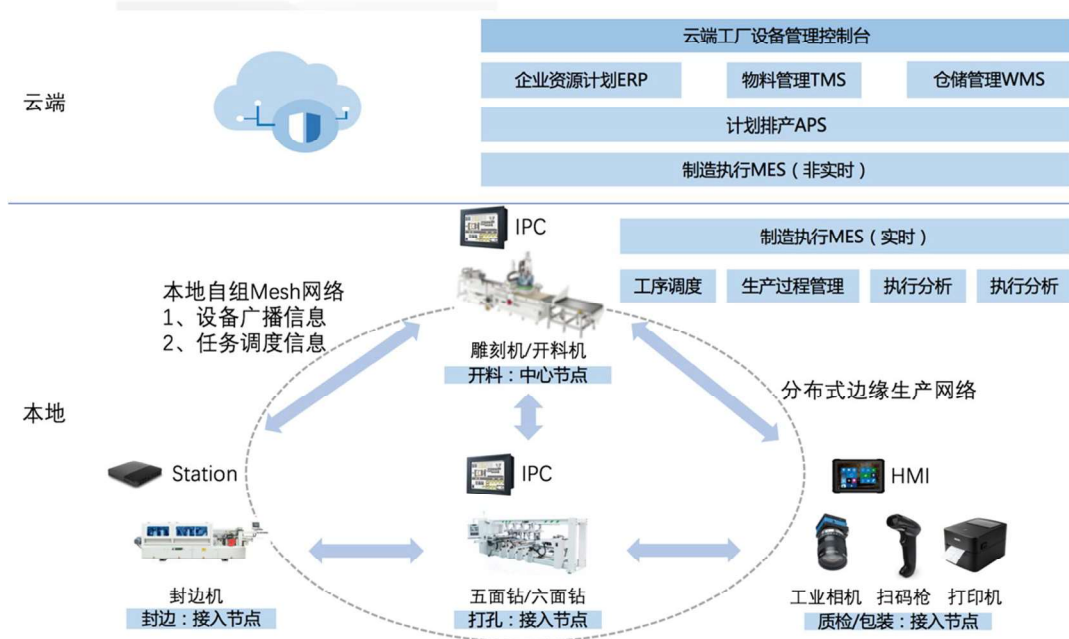 云端工厂设备管理控制台
企业资源计划ERP
物料管理TMS
仓储管理WMS
云端
计划排产APS
制造执行MES（非实时）
IPC
制造执行MES（实时）
工序调度
生产过程管理
执行分析
执行分析
本地自组Mesh网络
1、设备广播信息
2、任务调度信息
雕刻机/开料机
开料：中心节点
分布式边缘生产网络
本地
Station
IPC
HMI
封边机
封边：接入节点
五面钻/六面钻
打孔：接入节点
工业相机
扫码枪
打印机
质检/包装：接入节点